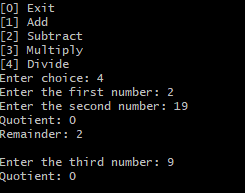 [0] Exit
[1] Add
[2] Subtract
[3] Multiply
[4] Divide
Enter choice: 4
Enter the first number: 2
Enter the second number: 19
Quotient: 0
Remainder: 2
Enter the third number: 9
Quotient: 0